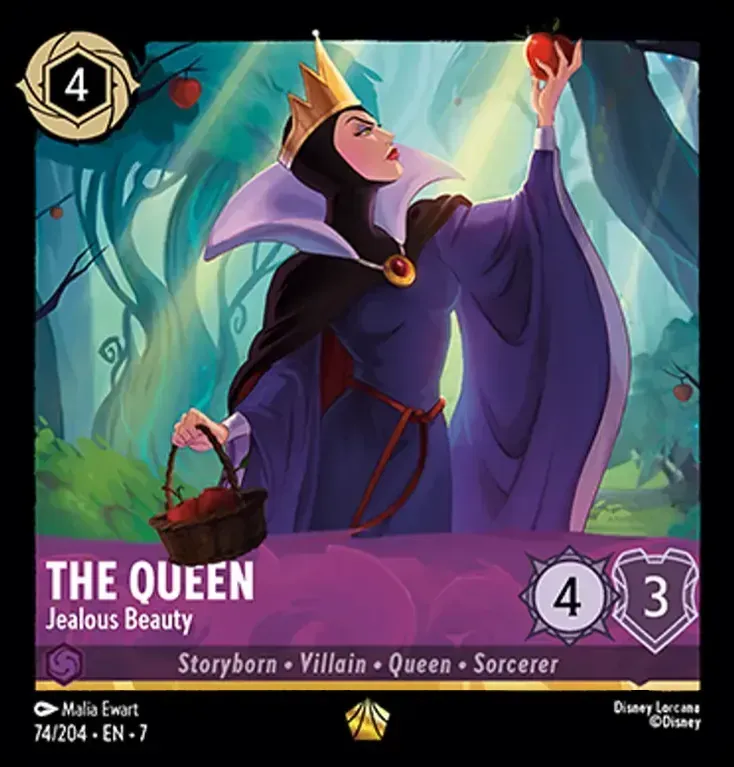 4
THE QUEEN
Jealous Beauty
4 3
Storyborn • Villain • Queen • Sorcerer
Malia Ewart
Disney Lorcana
74/204 • EN • 7
©Disney